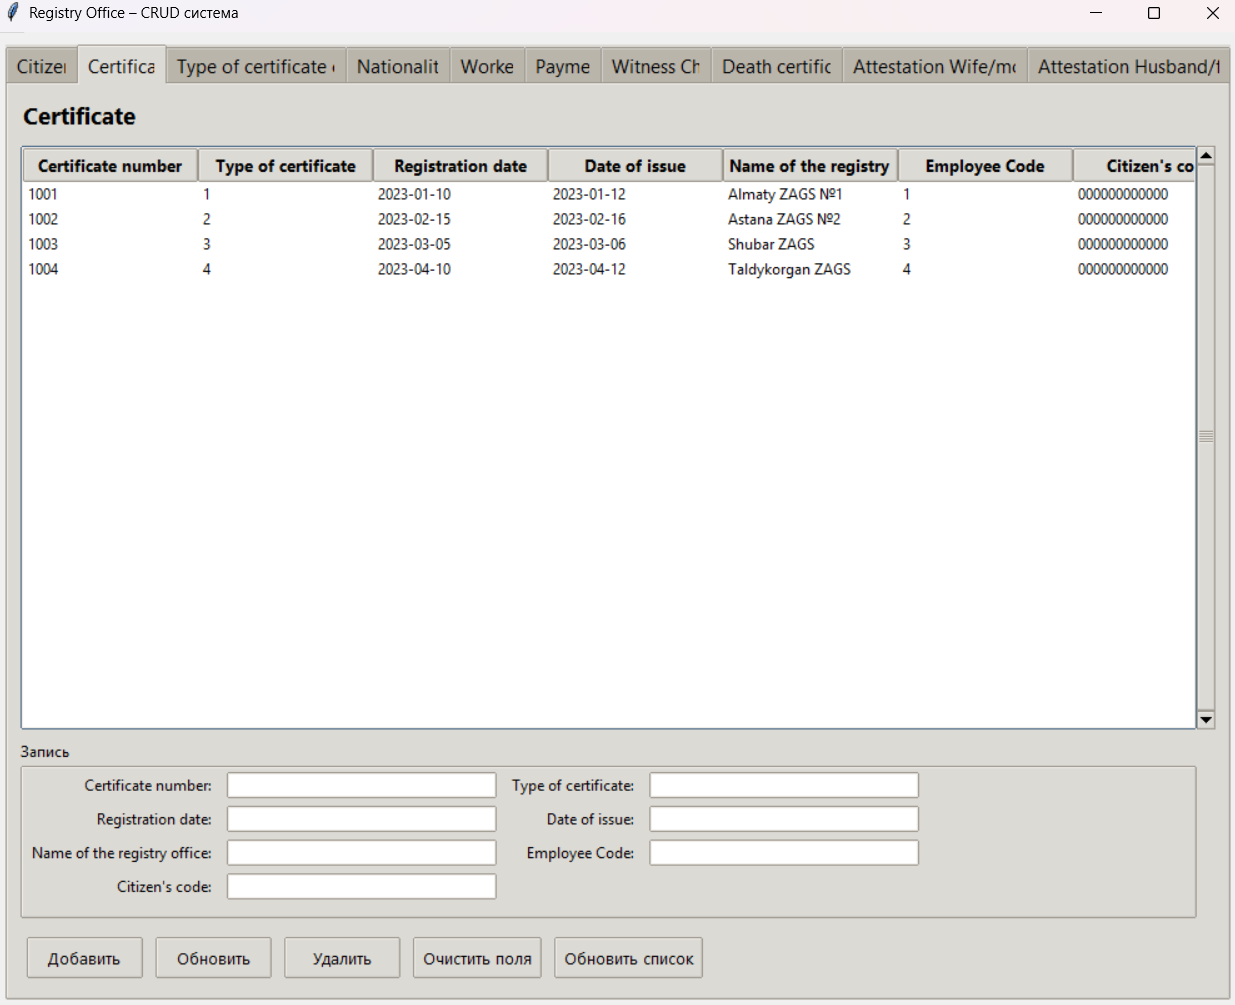 Registry Office – CRUD система
Citizer Certifica Type of certificate Nationalit Worke Payme Witness Ch Death certific Attestation Wife/mc Attestation Husband/f
Certificate
Certificate number Type of certificate Registration date Date of issue Name of the registry Employee Code Citizen's co
1001 1 2023-01-10 2023-01-12 Almaty ZAGS №1 1 000000000000
1002 2 2023-02-15 2023-02-16 Astana ZAGS №2 2 000000000000
1003 3 2023-03-05 2023-03-06 Shubar ZAGS 3 000000000000
1004 4 2023-04-10 2023-04-12 Taldykorgan ZAGS 4 000000000000
Запись
Certificate number: Type of certificate:
Registration date: Date of issue:
Name of the registry office: Employee Code:
Citizen's code:
Добавить Обновить Удалить Очистить поля Обновить список